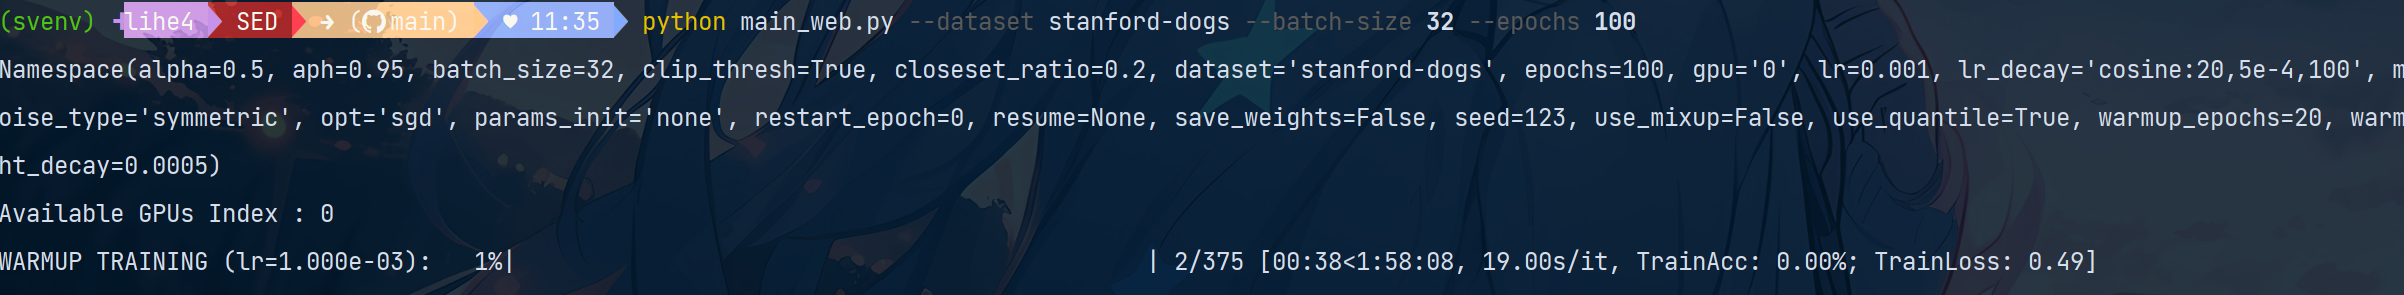 (svenv) lihe4 SED → (main) ♥ 11:35 python main_web.py --dataset stanford-dogs --batch-size 32 --epochs 100
Namespace(alpha=0.5, aph=0.95, batch_size=32, clip_thresh=True, closeset_ratio=0.2, dataset='stanford-dogs', epochs=100, gpu='0', lr=0.001, lr_decay='cosine:20,5e-4,100', m
oise_type='symmetric', opt='sgd', params_init='none', restart_epoch=0, resume=None, save_weights=False, seed=123, use_mixup=False, use_quantile=True, warmup_epochs=20, warm
ht_decay=0.0005)
Available GPUs Index : 0
WARMUP TRAINING (lr=1.000e-03):   1%|          | 2/375 [00:38<1:58:08, 19.00s/it, TrainAcc: 0.00%; TrainLoss: 0.49]